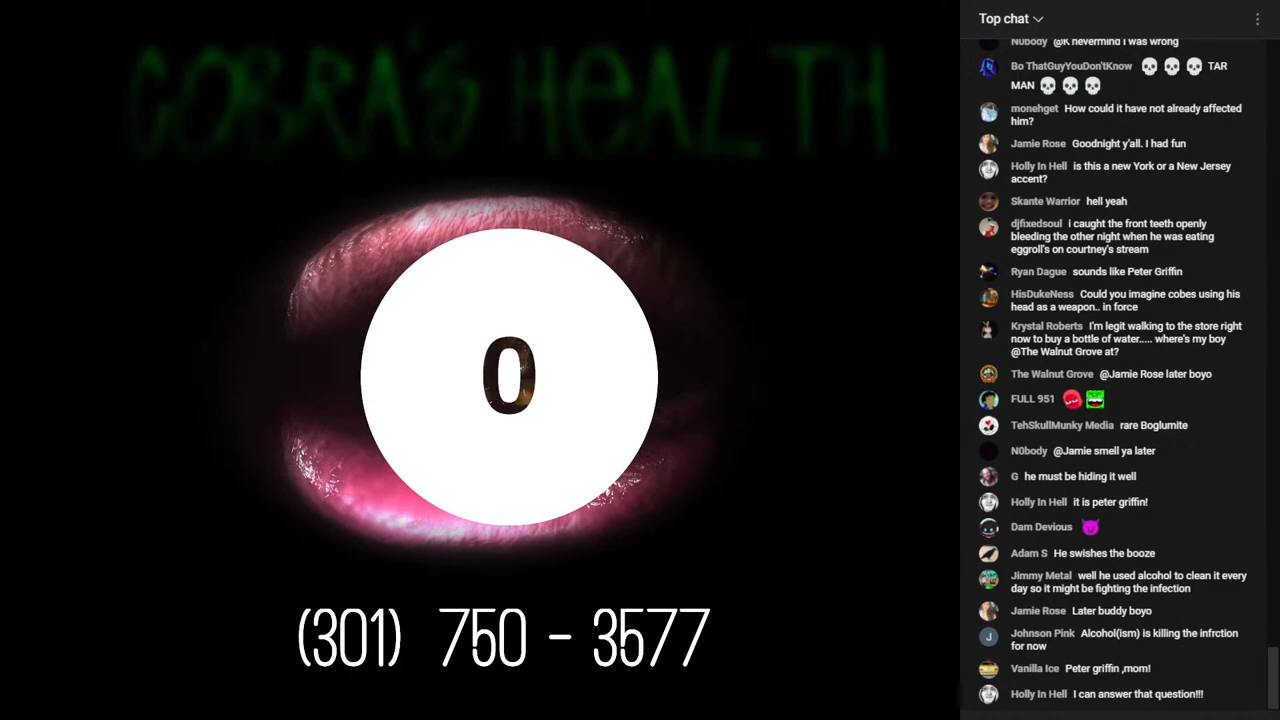 COBRA'S HEALTH
0
(301) 750 - 3577
Top chat
N0body @K nevermind I was wrong
Bo ThatGuyYouDon'tKnow 💀 💀 💀 TAR
MAN 💀 💀 💀
monehget How could it have not already affected
him?
Jamie Rose Goodnight y'all. I had fun
Holly In Hell is this a new York or a New Jersey
accent?
Skante Warrior hell yeah
djfixedsoul i caught the front teeth openly
bleeding the other night when he was eating
eggroll's on courtney's stream
Ryan Dague sounds like Peter Griffin
HisDukeNess Could you imagine cobes using his
head as a weapon.. in force
Krystal Roberts I'm legit walking to the store right
now to buy a bottle of water..... where's my boy
@The Walnut Grove at?
The Walnut Grove @Jamie Rose later boyo
FULL 951
TehSkullMunky Media rare Boglumite
N0body @Jamie smell ya later
G he must be hiding it well
Holly In Hell it is peter griffin!
Dam Devious 😈
Adam S He swishes the booze
Jimmy Metal well he used alcohol to clean it every
day so it might be fighting the infection
Jamie Rose Later buddy boyo
J
Johnson Pink Alcohol(ism) is killing the infrction
for now
Vanilla Ice Peter griffin ,mom!
Holly In Hell I can answer that question!!!